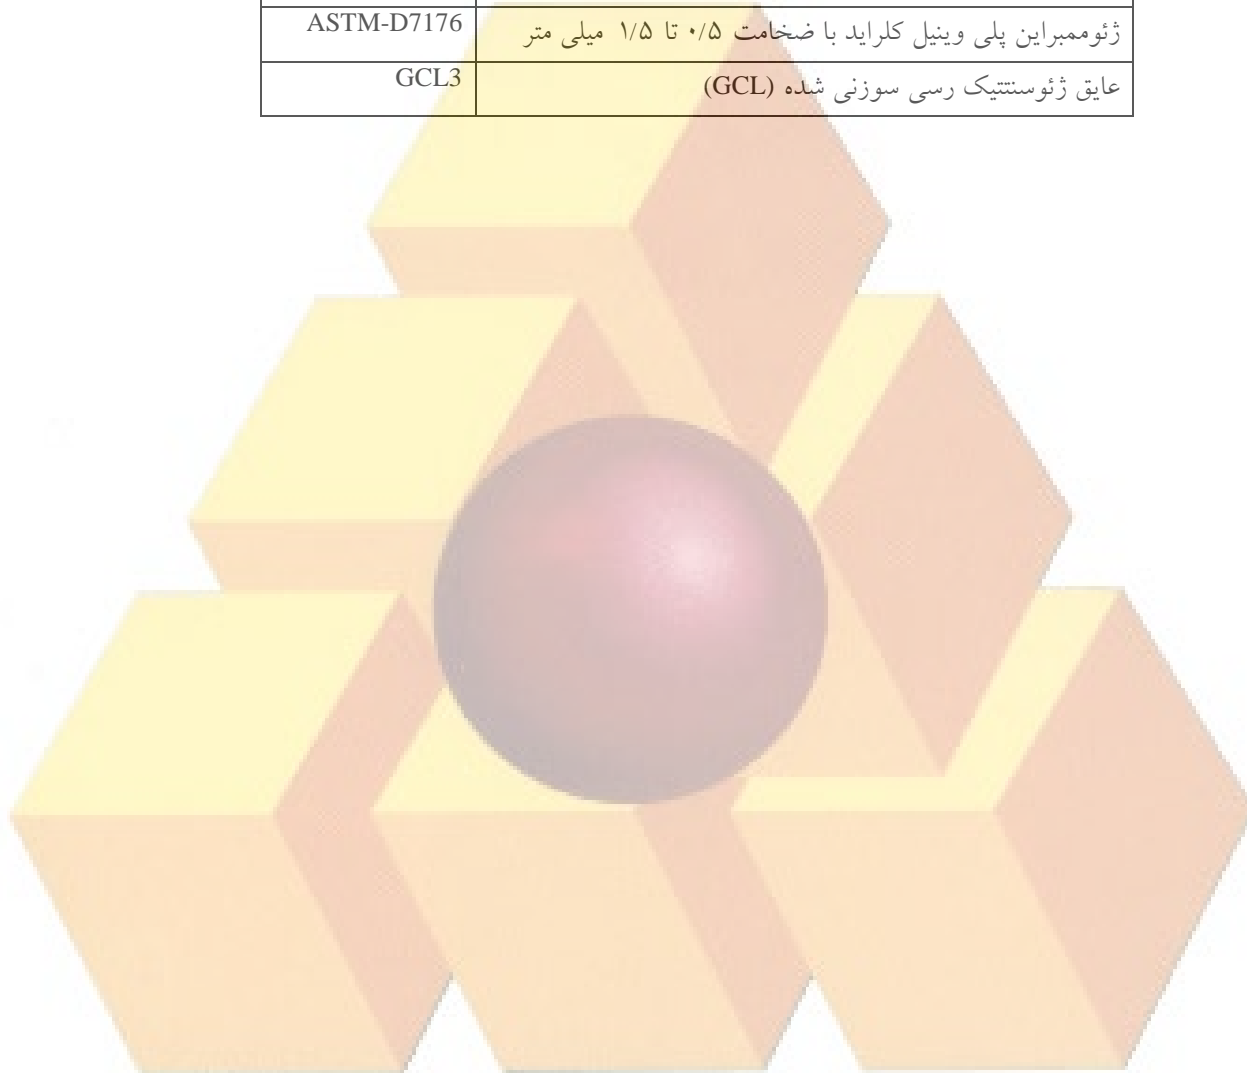 ژئوممبراین پلی وینیل کلراید با ضخامت ۰/۵ تا ۱/۵ میلی متر ASTM-D7176
عایق ژئوسنتتیک رسی سوزنی شده (GCL) GCL3